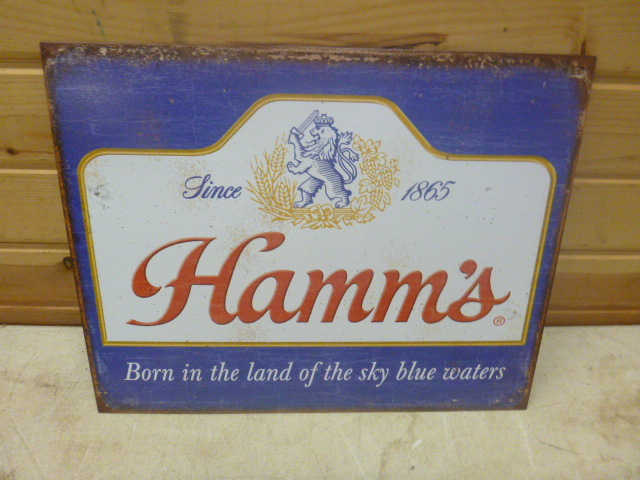 Since 1865
Hamm's®
Born in the land of the sky blue waters